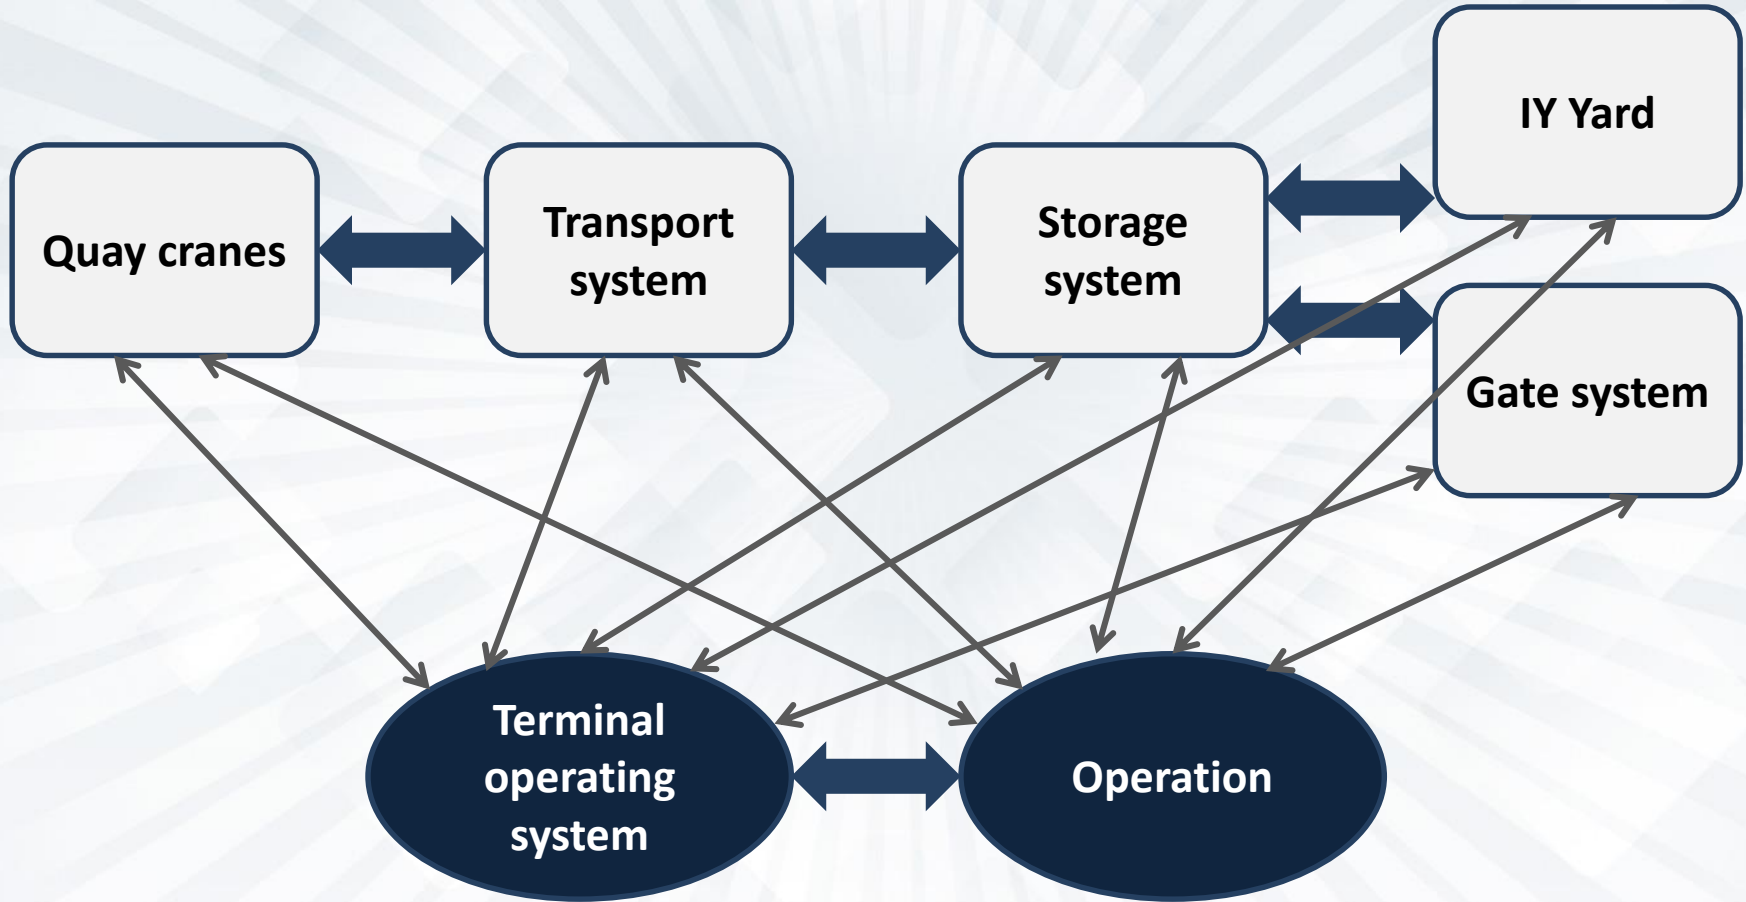 IY Yard
Quay cranes
Transport
system
Storage
system
Gate system
Terminal
operating
system
Operation